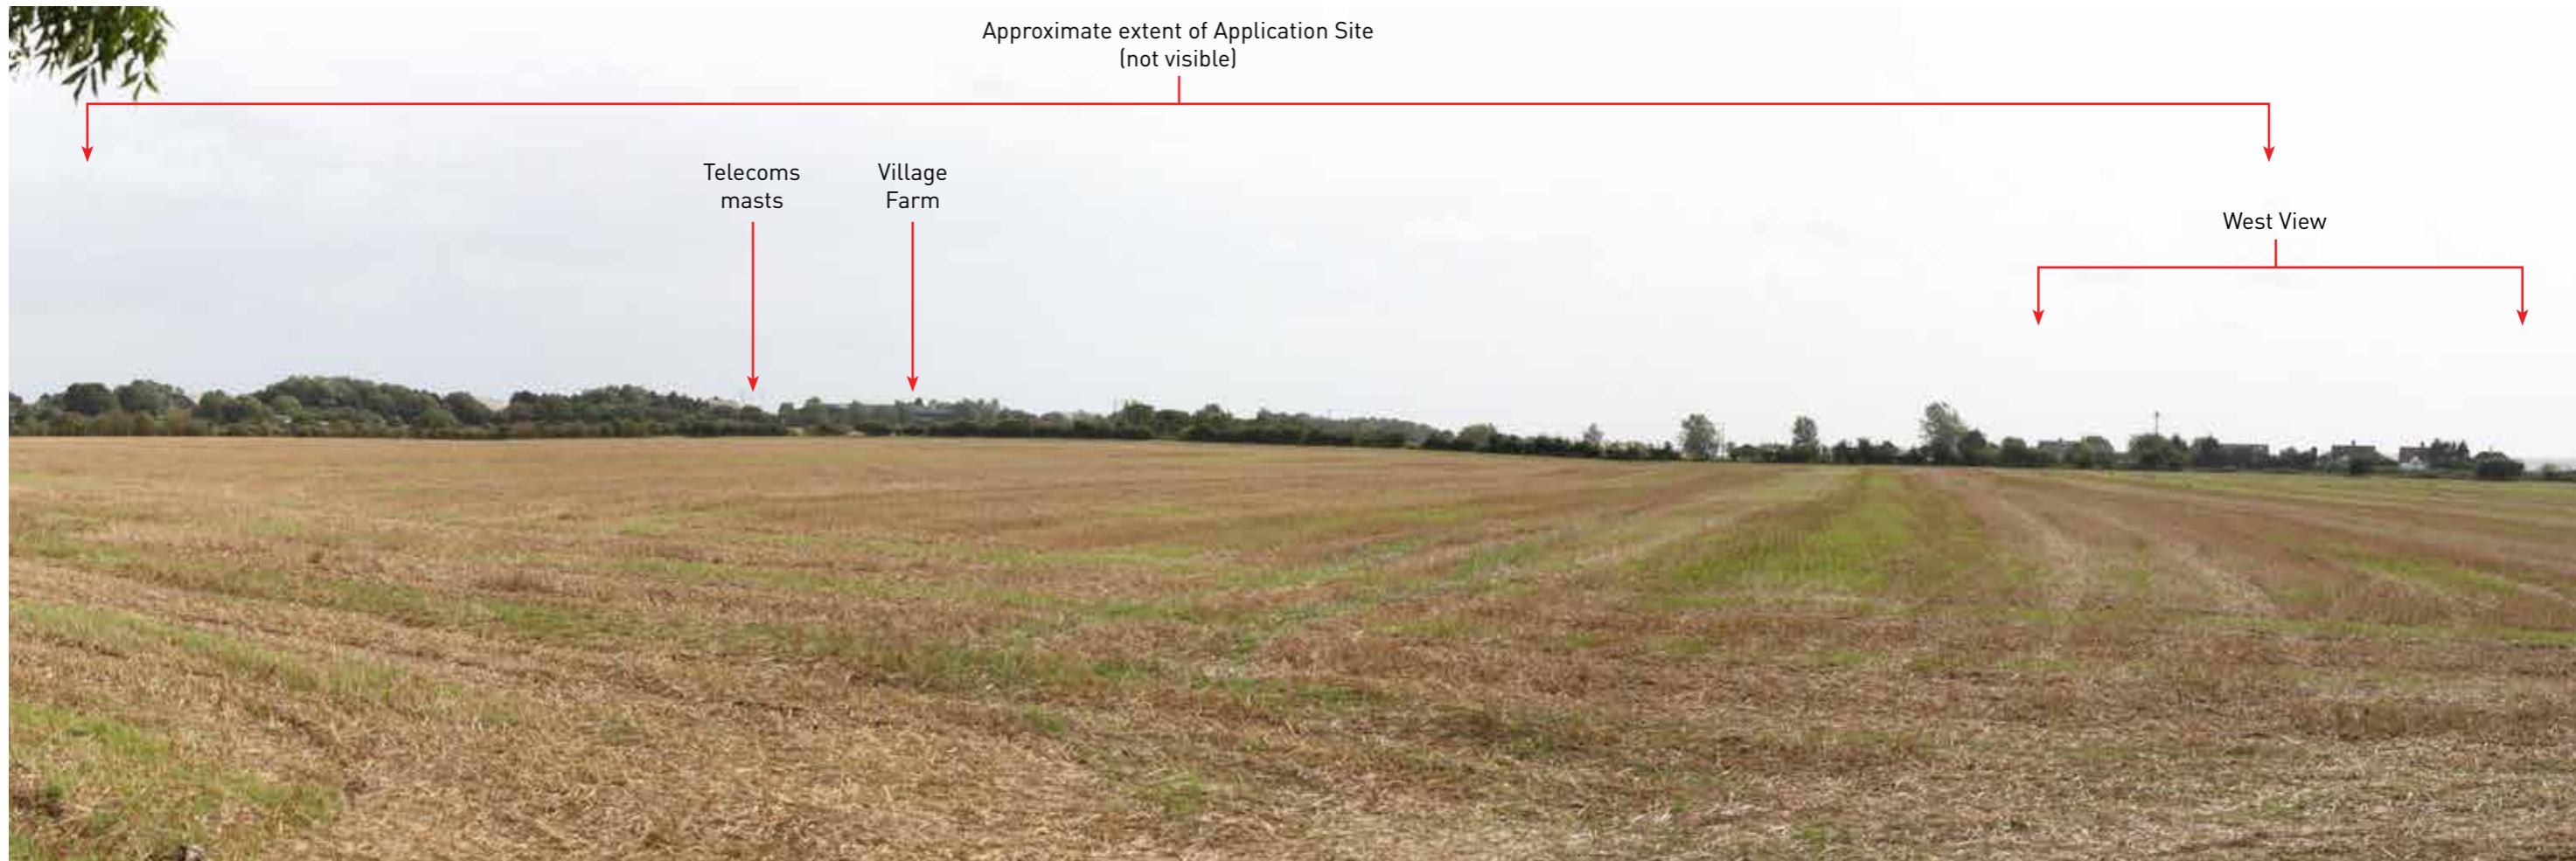 Approximate extent of Application Site
(not visible)
Telecoms
masts
Village
Farm
West View